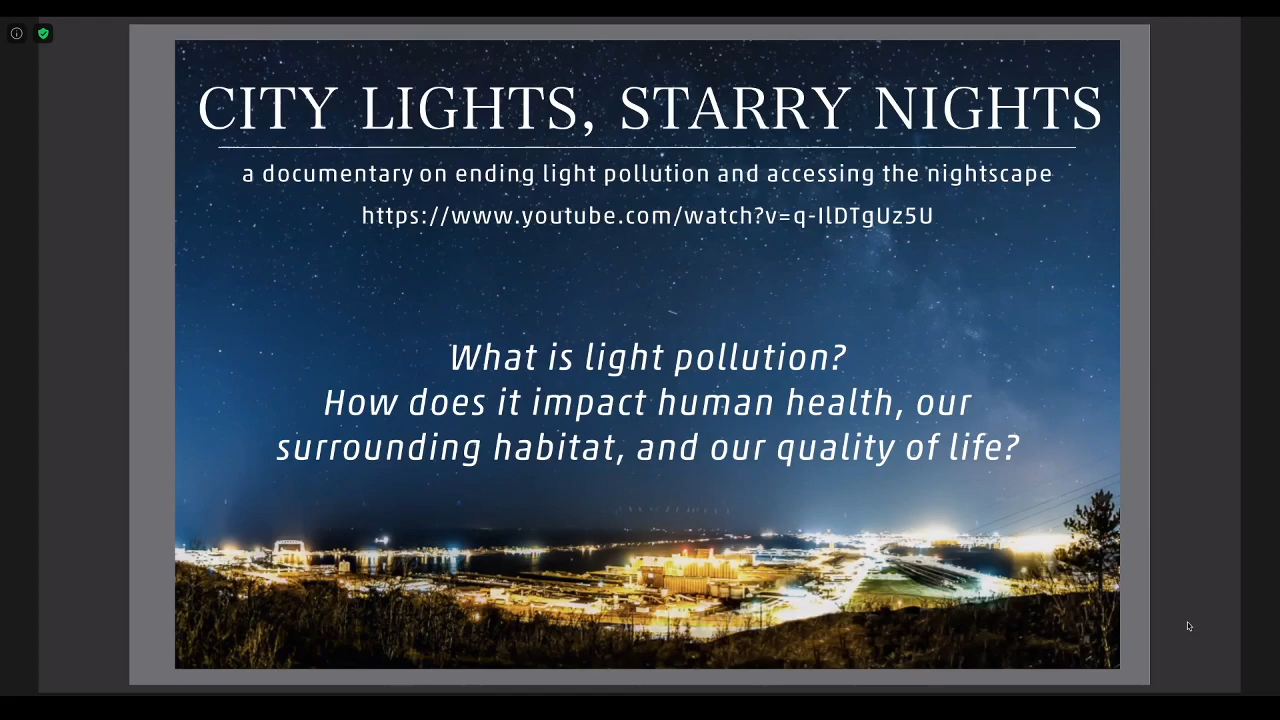 CITY LIGHTS, STARRY NIGHTS
a documentary on ending light pollution and accessing the nightscape
https://www.youtube.com/watch?v=q-IlDTgUz5U
What is light pollution?
How does it impact human health, our
surrounding habitat, and our quality of life?